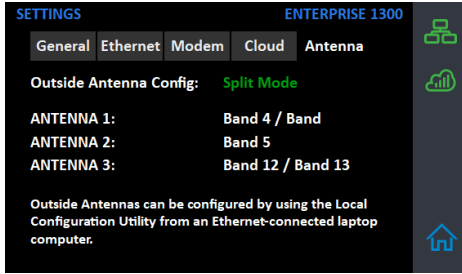 SETTINGS ENTERPRISE 1300
General Ethernet Modem Cloud Antenna
Outside Antenna Config: Split Mode
ANTENNA 1: Band 4 / Band
ANTENNA 2: Band 5
ANTENNA 3: Band 12 / Band 13
Outside Antennas can be configured by using the Local
Configuration Utility from an Ethernet-connected laptop
computer.